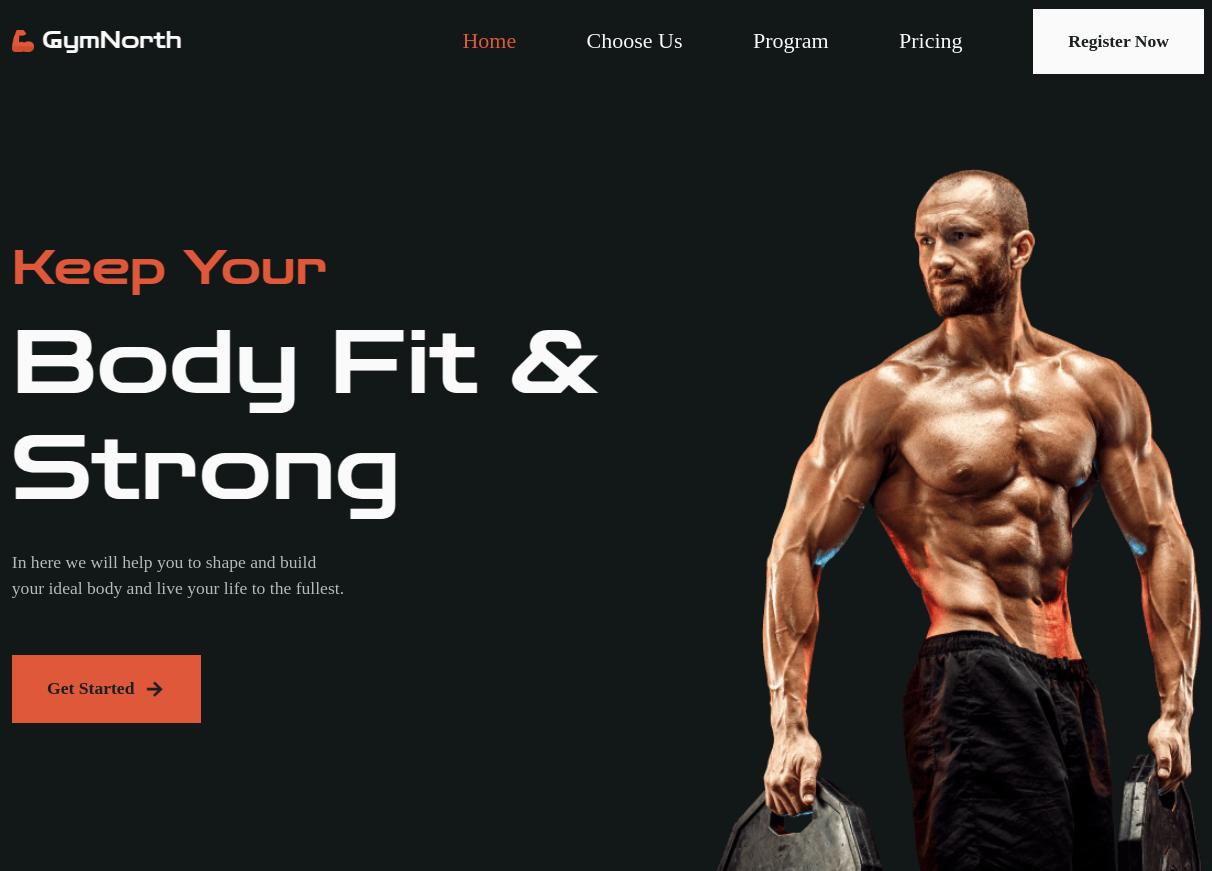 GymNorth
Home
Choose Us
Program
Pricing
Register Now
Keep Your
Body Fit &
Strong
In here we will help you to shape and build
your ideal body and live your life to the fullest.
Get Started